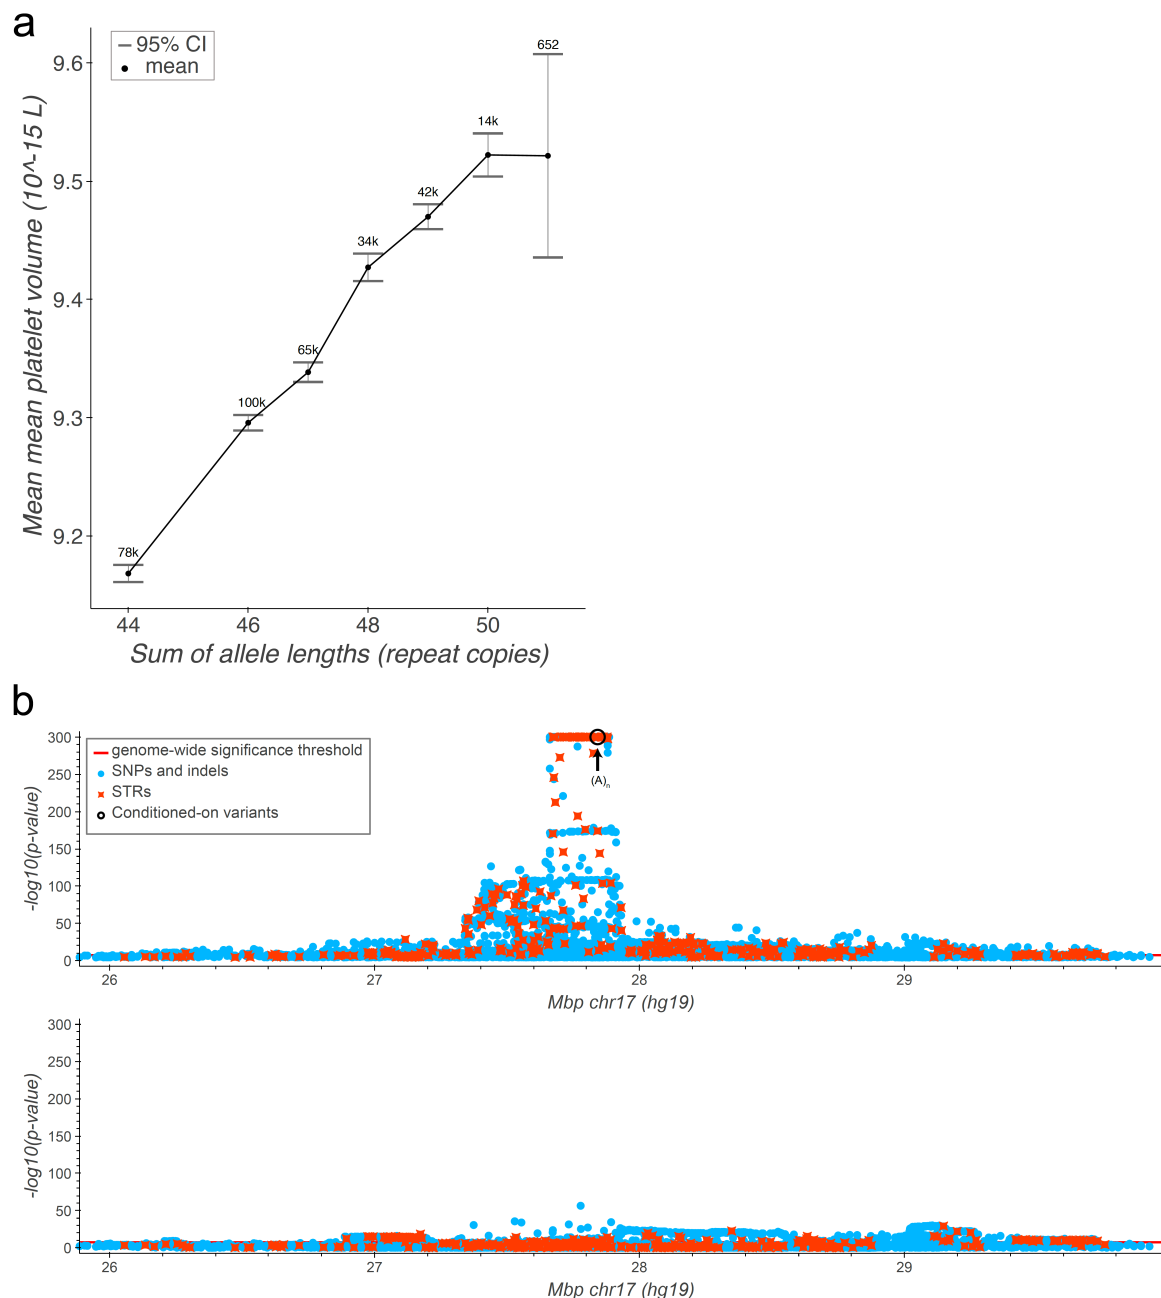 a
95% CI
mean
Mean mean platelet volume (10^-15 L)
9.6
9.5
9.4
9.3
9.2
78k
100k
65k
34k
42k
14k
652
44
46
48
50
Sum of allele lengths (repeat copies)
b
-log10(p-value)
300
250
200
150
100
50
0
genome-wide significance threshold
SNPs and indels
STRs
Conditioned-on variants
(A)n
26
27
28
29
Mbp chr17 (hg19)
-log10(p-value)
300
250
200
150
100
50
0
26
27
28
29
Mbp chr17 (hg19)